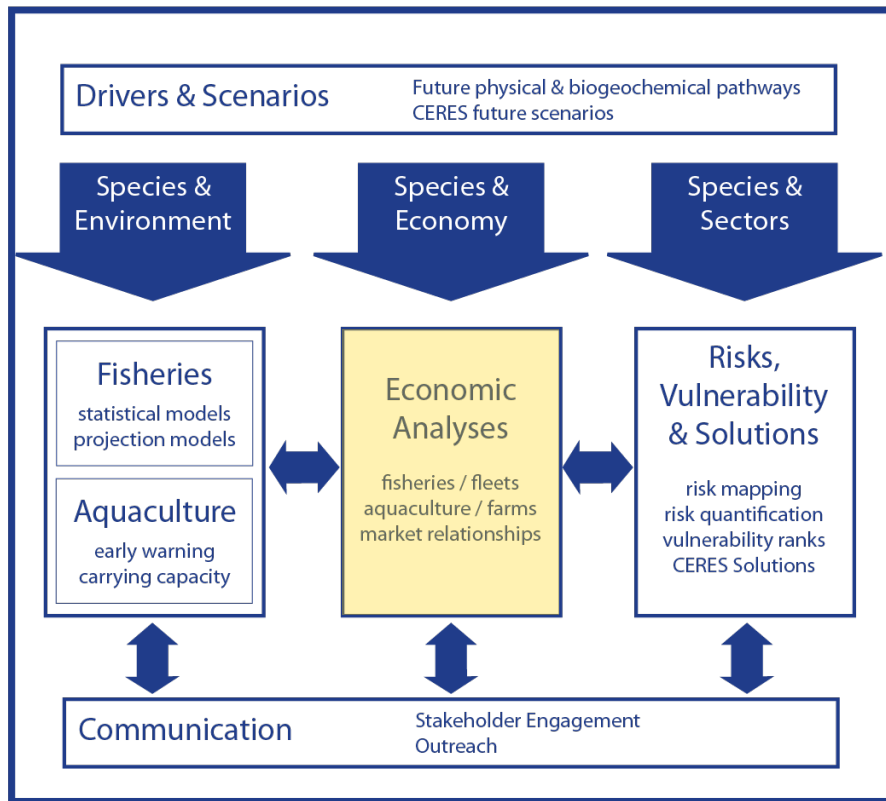 Drivers & Scenarios
Future physical & biogeochemical pathways
CERES future scenarios
Species &
Environment
Species &
Economy
Species &
Sectors
Fisheries
statistical models
projection models
Aquaculture
early warning
carrying capacity
Economic
Analyses
fisheries / fleets
aquaculture / farms
market relationships
Risks,
Vulnerability
& Solutions
risk mapping
risk quantification
vulnerability ranks
CERES Solutions
Communication
Stakeholder Engagement
Outreach